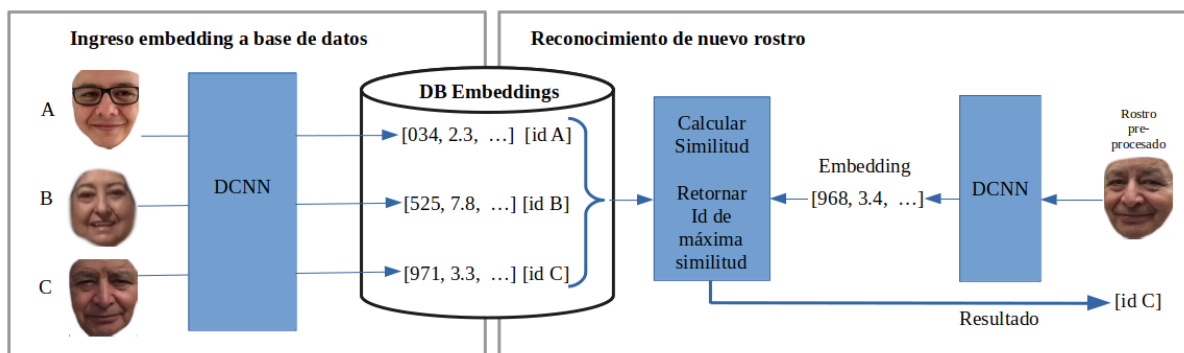 Ingreso embedding a base de datos
A
B
C
DCNN
DB Embeddings
[034, 2.3, …] [id A]
[525, 7.8, …] [id B]
[971, 3.3, …] [id C]
Reconocimiento de nuevo rostro
Calcular
Similitud
Retornar
Id de
máxima
similitud
Embedding
[968, 3.4, …]
DCNN
Rostro
pre-
procesado
Resultado
[id C]